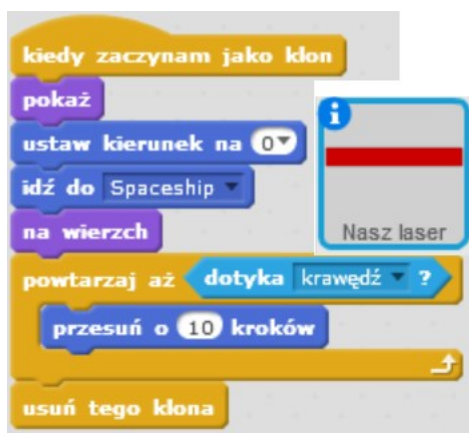 kiedy zaczynam jako klon
pokaż
ustaw kierunek na 0
idź do Spaceship
na wierzch
powtarzaj aż dotyka krawędź ?
przesuń o 10 kroków
usuń tego klona
i
Nasz laser